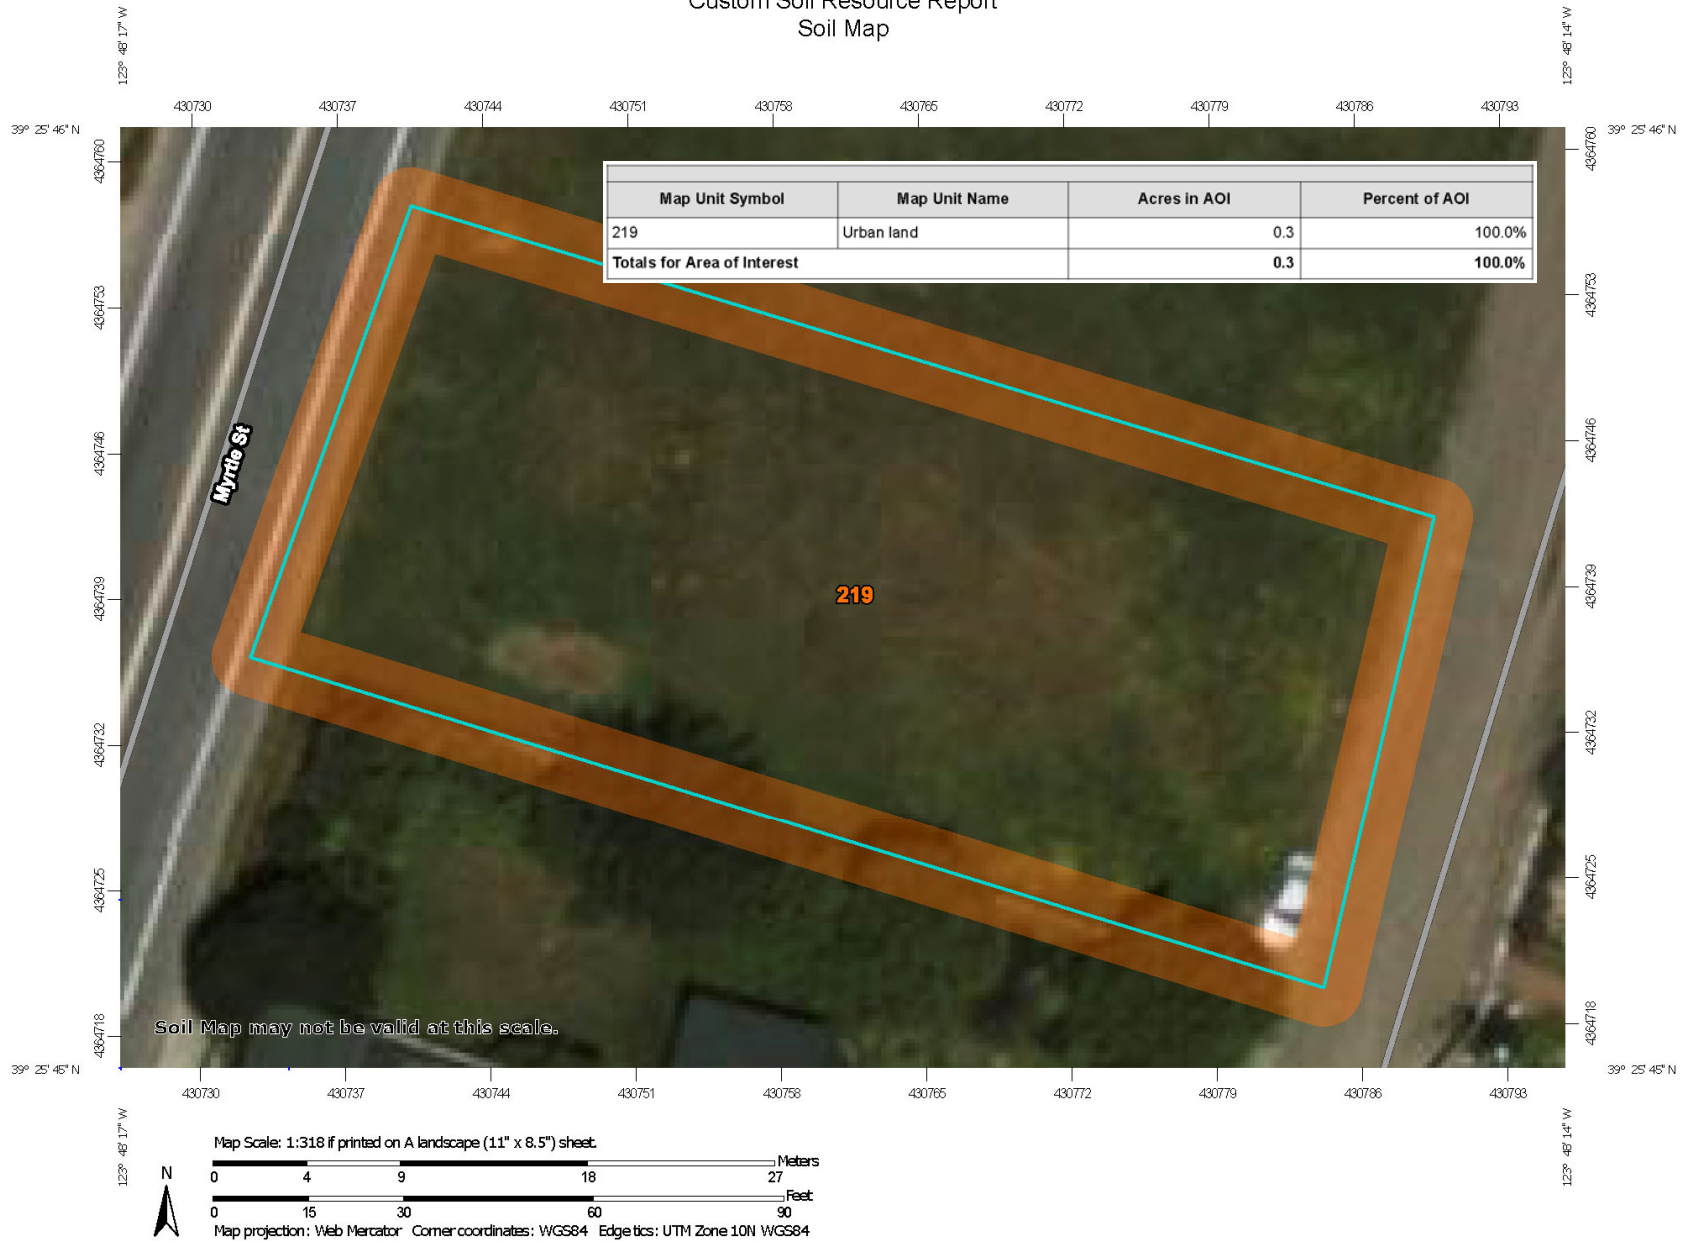 Custom Soil Resource Report
Soil Map
123° 48' 17" W
123° 48' 14" W
430730 430737 430744 430751 430758 430765 430772 430779 430786 430793
39° 25' 46" N
39° 25' 46" N
4364760
4364753
4364746
4364739
4364732
4364725
4364718
4364760
4364753
4364746
4364739
4364732
4364725
4364718
Map Unit Symbol Map Unit Name Acres in AOI Percent of AOI
219 Urban land 0.3 100.0%
Totals for Area of Interest 0.3 100.0%
Myrtle St
219
Soil Map may not be valid at this scale.
39° 25' 45" N
39° 25' 45" N
430730 430737 430744 430751 430758 430765 430772 430779 430786 430793
123° 48' 17" W
123° 48' 14" W
Map Scale: 1:318 if printed on A landscape (11" x 8.5") sheet.
N
Meters
0 4 9 18 27
Feet
0 15 30 60 90
Map projection: Web Mercator Corner coordinates: WGS84 Edge tics: UTM Zone 10N WGS84